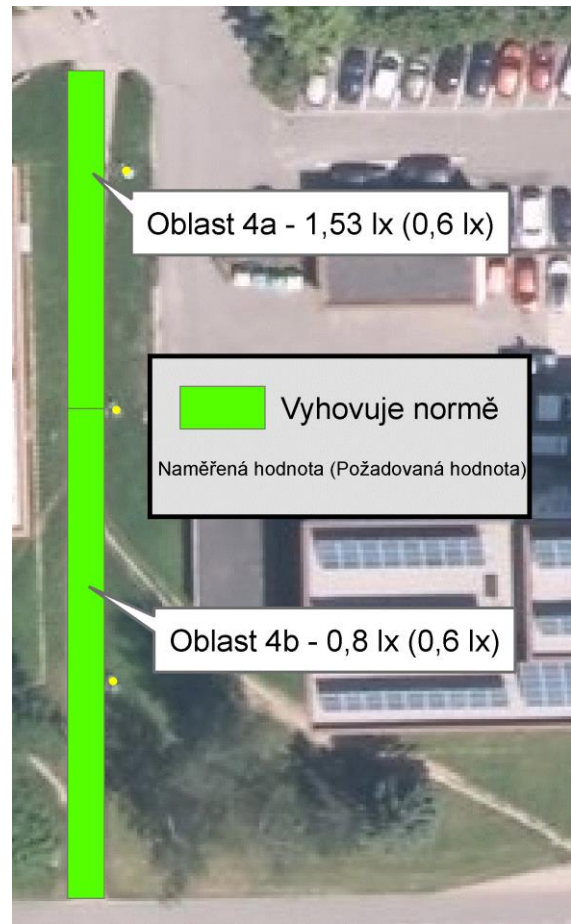 Oblast 4a - 1,53 lx (0,6 lx)
Vyhovuje normě
Naměřená hodnota (Požadovaná hodnota)
Oblast 4b - 0,8 lx (0,6 lx)